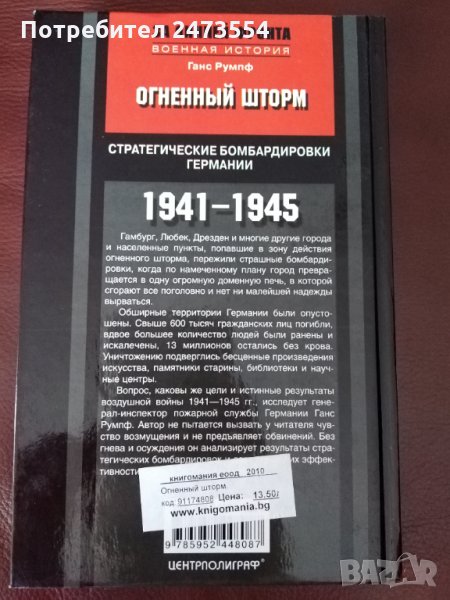 Потребител 2473554
ВОЕННАЯ ИСТОРИЯ
Ганс Румпф
ОГНЕННЫЙ ШТОРМ
СТРАТЕГИЧЕСКИЕ БОМБАРДИРОВКИ
ГЕРМАНИИ
1941–1945
Гамбург, Любек, Дрезден и многие другие города
и населенные пункты, попавшие в зону действия
огненного шторма, пережили страшные бомбарди-
ровки, когда по намеченному плану город превра-
щается в одну огромную доменную печь, в которой
сгорают все поголовно и нет ни малейшей надежды
вырваться.
Обширные территории Германии были опусто-
шены. Свыше 600 тысяч гражданских лиц погибли,
вдвое большее количество людей были ранены и
искалечены, 13 миллионов остались без крова.
Уничтожению подверглись бесценные произведения
искусства, памятники старины, библиотеки и науч-
ные центры.
Вопрос, каковы же цели и истинные результаты
воздушной войны 1941—1945 гг., исследует гене-
рал-инспектор пожарной службы Германии Ганс
Румпф. Автор не пытается вызвать у читателя чув-
ство возмущения и не предъявляет обвинений. Без
гнева и осуждения он анализирует результаты стра-
тегических бомбардировок и эффек-
тивности
книгомания еоод 2010
Огненный шторм
код 91174808 Цена: 13,50
www.knigomania.bg
9 785952 448087
ЦЕНТРПОЛИГРАФ
bazar